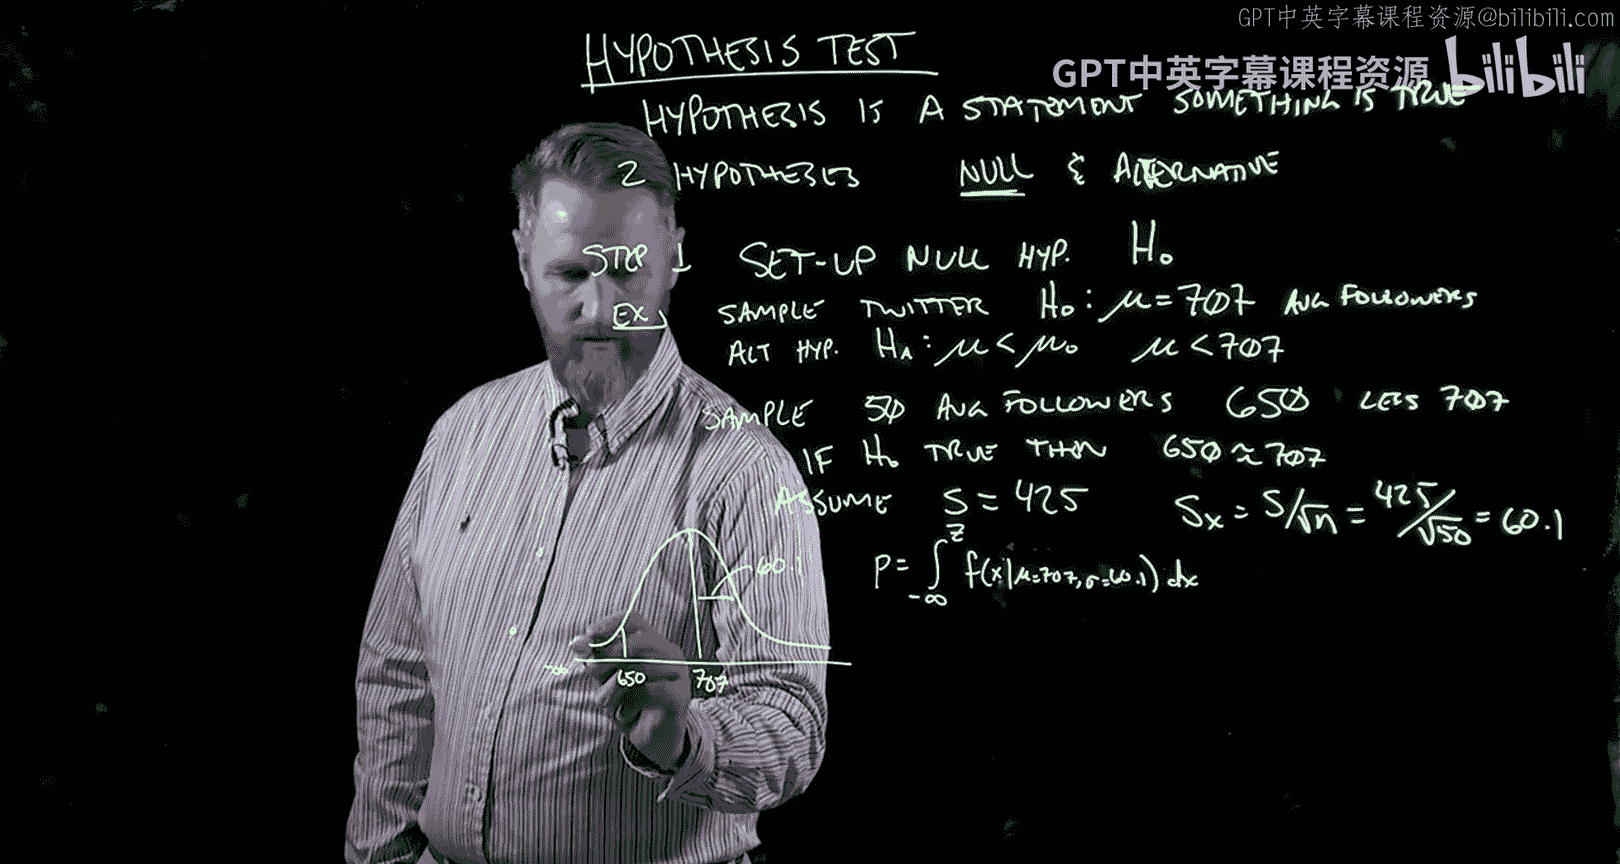 GPT中英字幕课程资源@bilibili.com
GPT中英字幕课程资源 bilibili
HYPOTHESIS TEST
HYPOTHESIS IS A STATEMENT SOMETHING IS TRUE
2 HYPOTHESES NULL & ALTERNATIVE
STEP 1 SET-UP NULL HYP. H₀
EX, SAMPLE TWITTER H₀: μ = 707 AVG FOLLOWERS
ALT HYP. Hₐ: μ < μ₀ μ < 707
SAMPLE 50 AVG FOLLOWERS 650 LESS 707
IF H₀ TRUE THEN 650 ≈ 707
ASSUME S = 425 Sx = S/√n = 425/√50 = 60.1
P = ∫_{-∞}^{Z} f(x|μ=707, σ=60.1) dx
60.1
-∞ 650 707